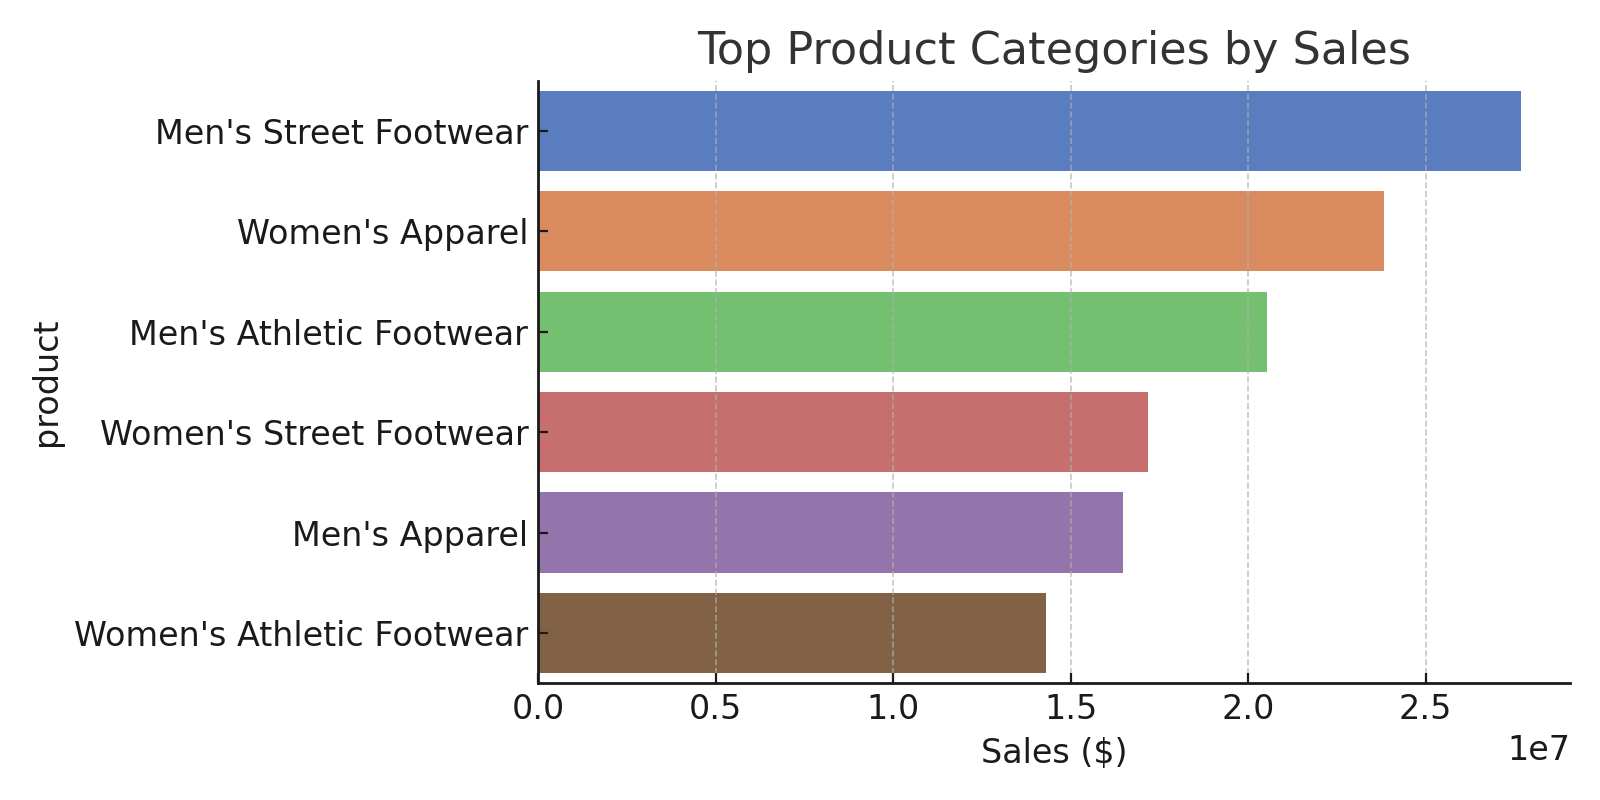 Top Product Categories by Sales
Men's Street Footwear
Women's Apparel
Men's Athletic Footwear
Women's Street Footwear
Men's Apparel
Women's Athletic Footwear
product
0.0 0.5 1.0 1.5 2.0 2.5
Sales ($)
1e7